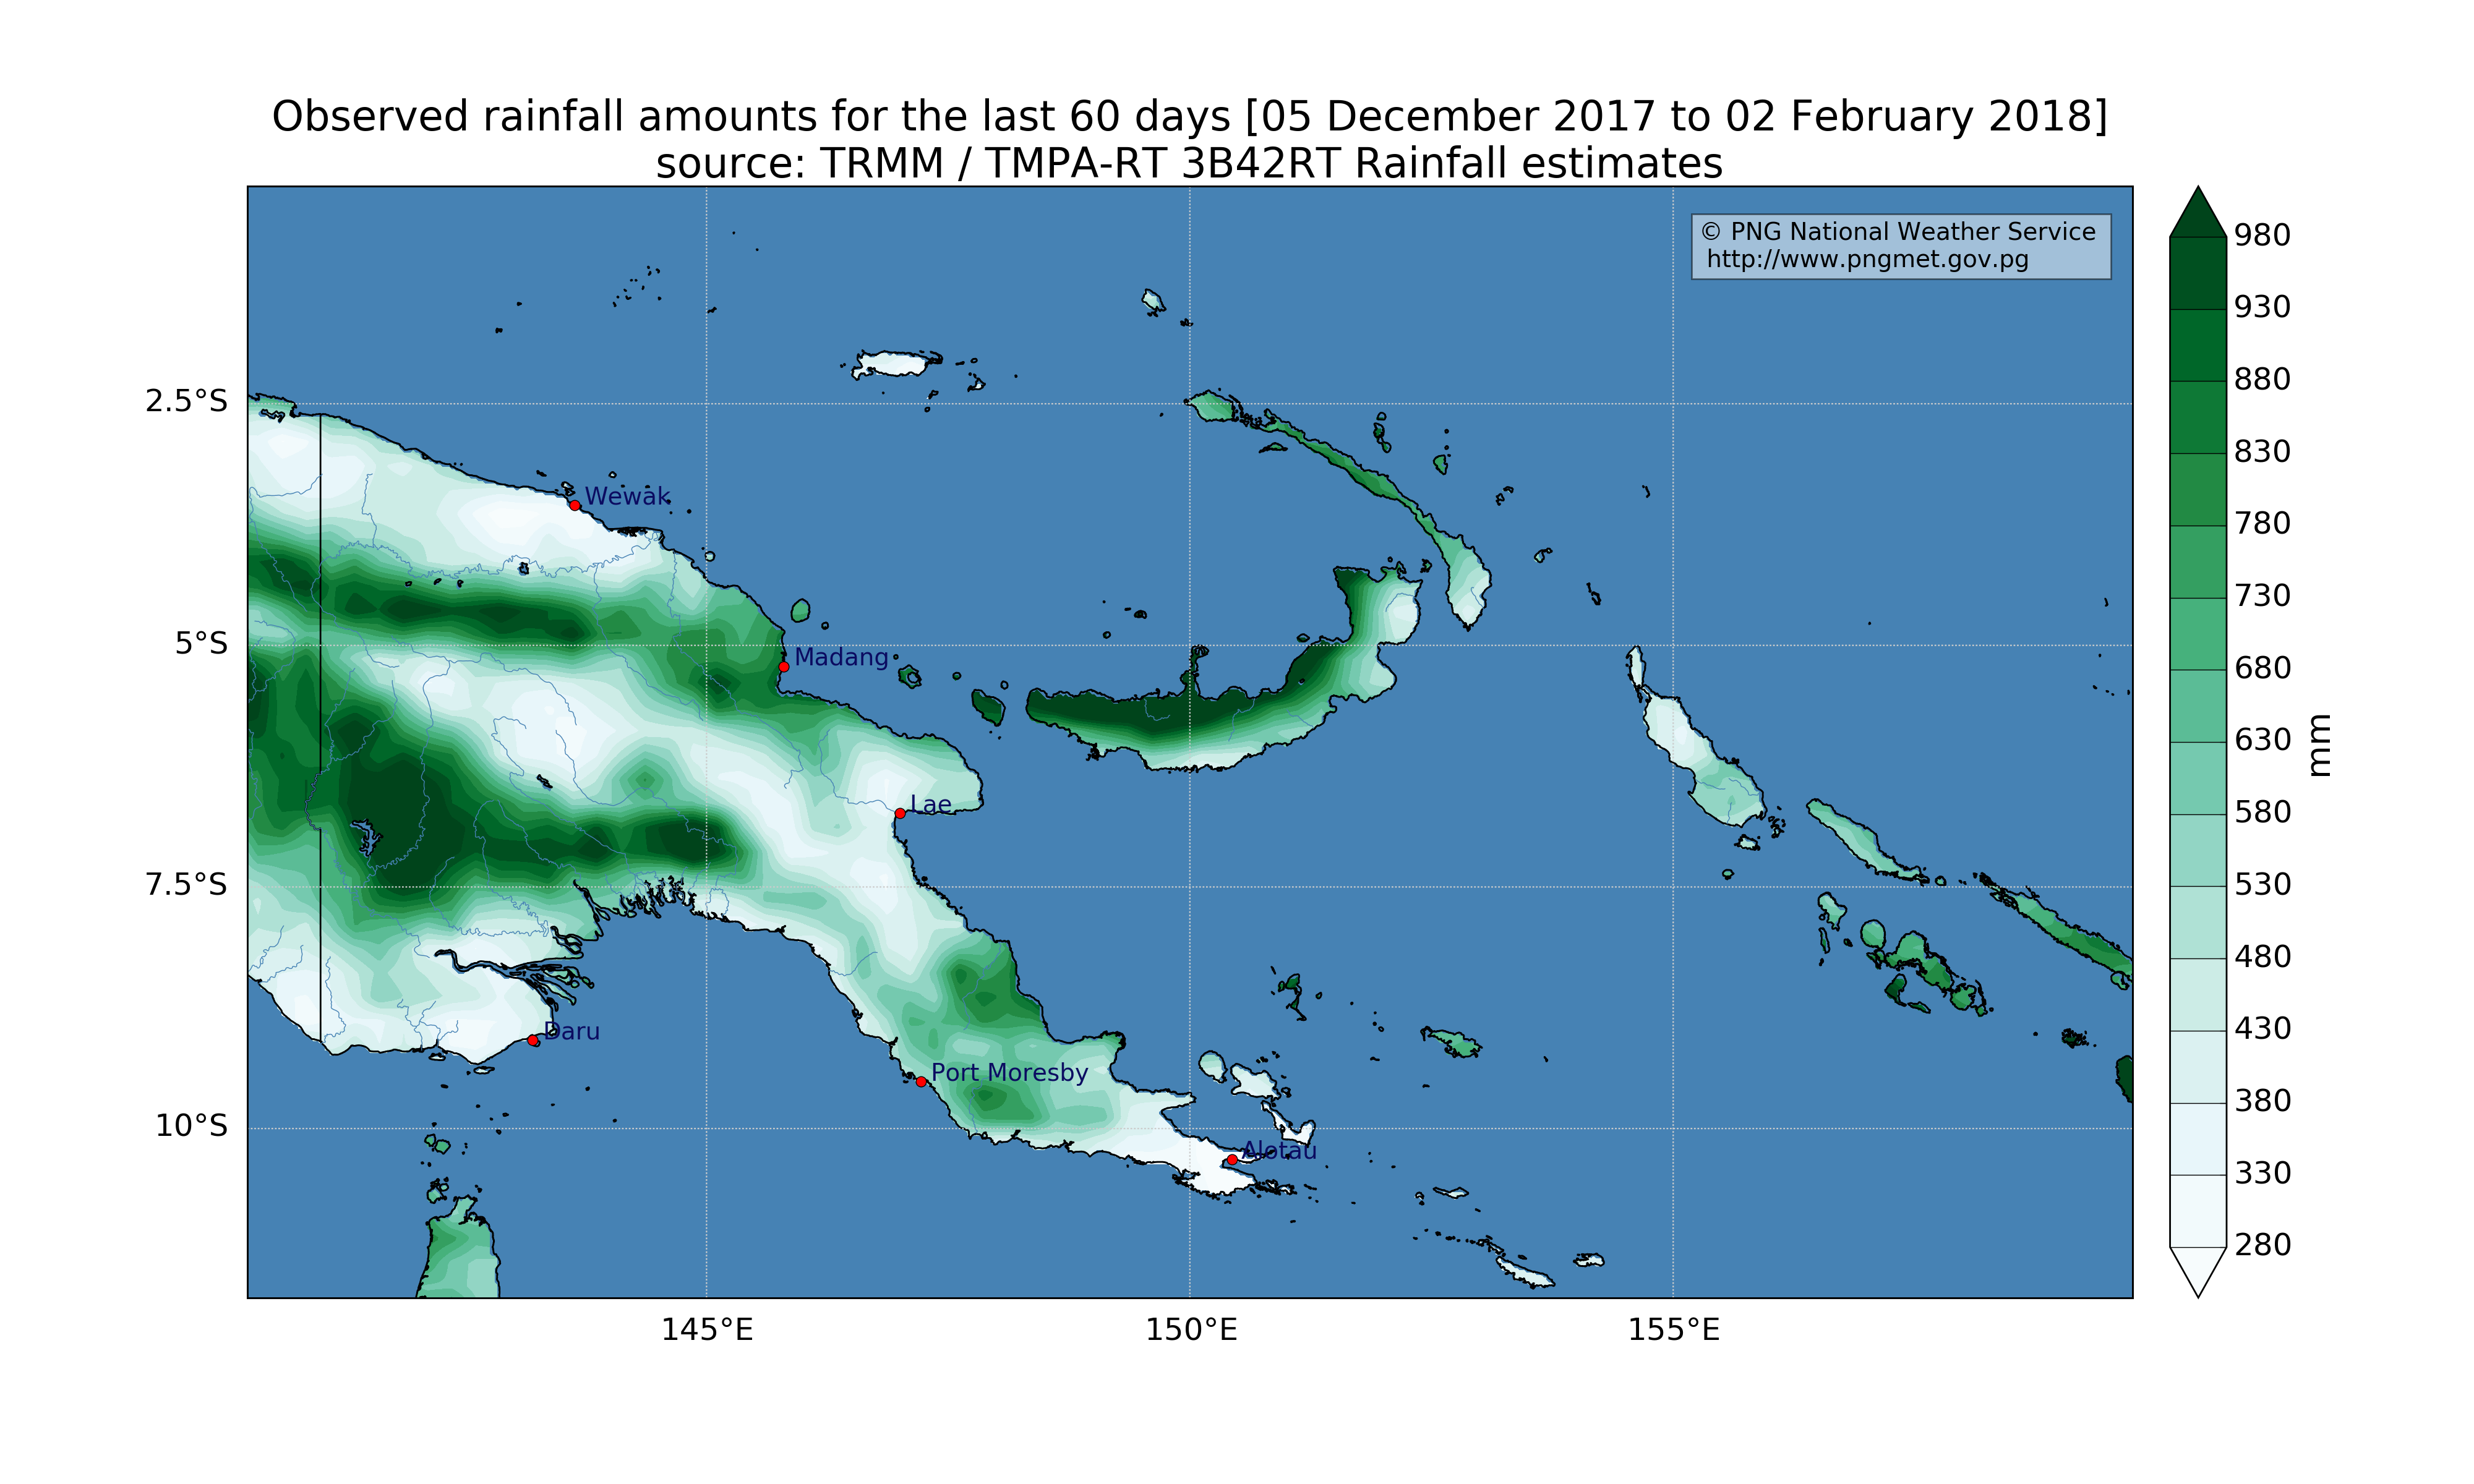 Observed rainfall amounts for the last 60 days [05 December 2017 to 02 February 2018]
source: TRMM / TMPA-RT 3B42RT Rainfall estimates
© PNG National Weather Service
http://www.pngmet.gov.pg
2.5°S
5°S
7.5°S
10°S
Wewak
Madang
Lae
Daru
Port Moresby
Alotau
145°E
150°E
155°E
980
930
880
830
780
730
680
630
580
530
480
430
380
330
280
mm